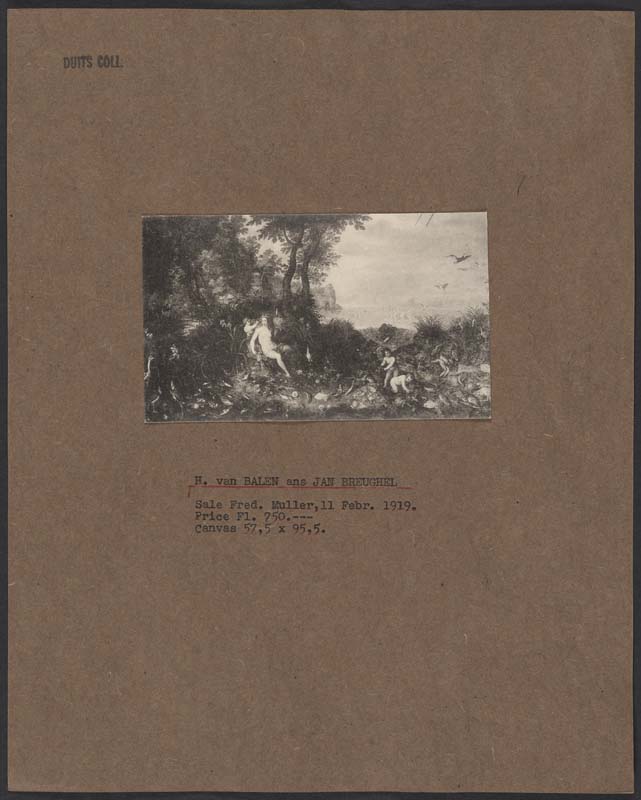 DUITS COLL.
H. van BALEN ans JAN BREUGHEL
Sale Fred. Muller,11 Febr. 1919.
Price Fl. 750.---
Canvas 57,5 x 95,5.